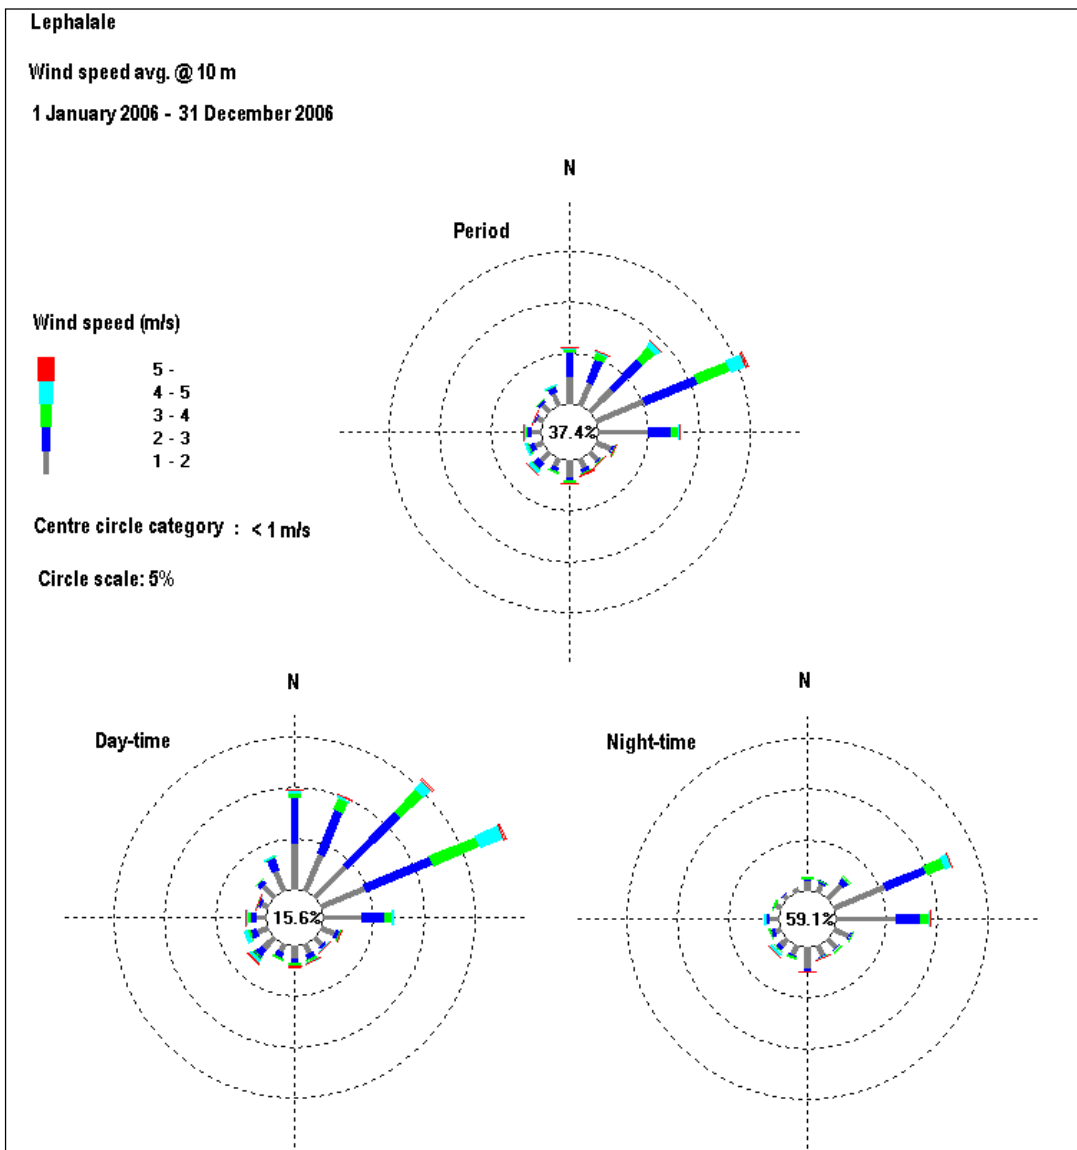 Lephalale
Wind speed avg. @ 10 m
1 January 2006 - 31 December 2006
N
Period
Wind speed (m/s)
5 -
4 - 5
3 - 4
2 - 3
1 - 2
37.4%
Centre circle category : < 1 m/s
Circle scale: 5%
N
N
Day-time
Night-time
15.6%
59.1%